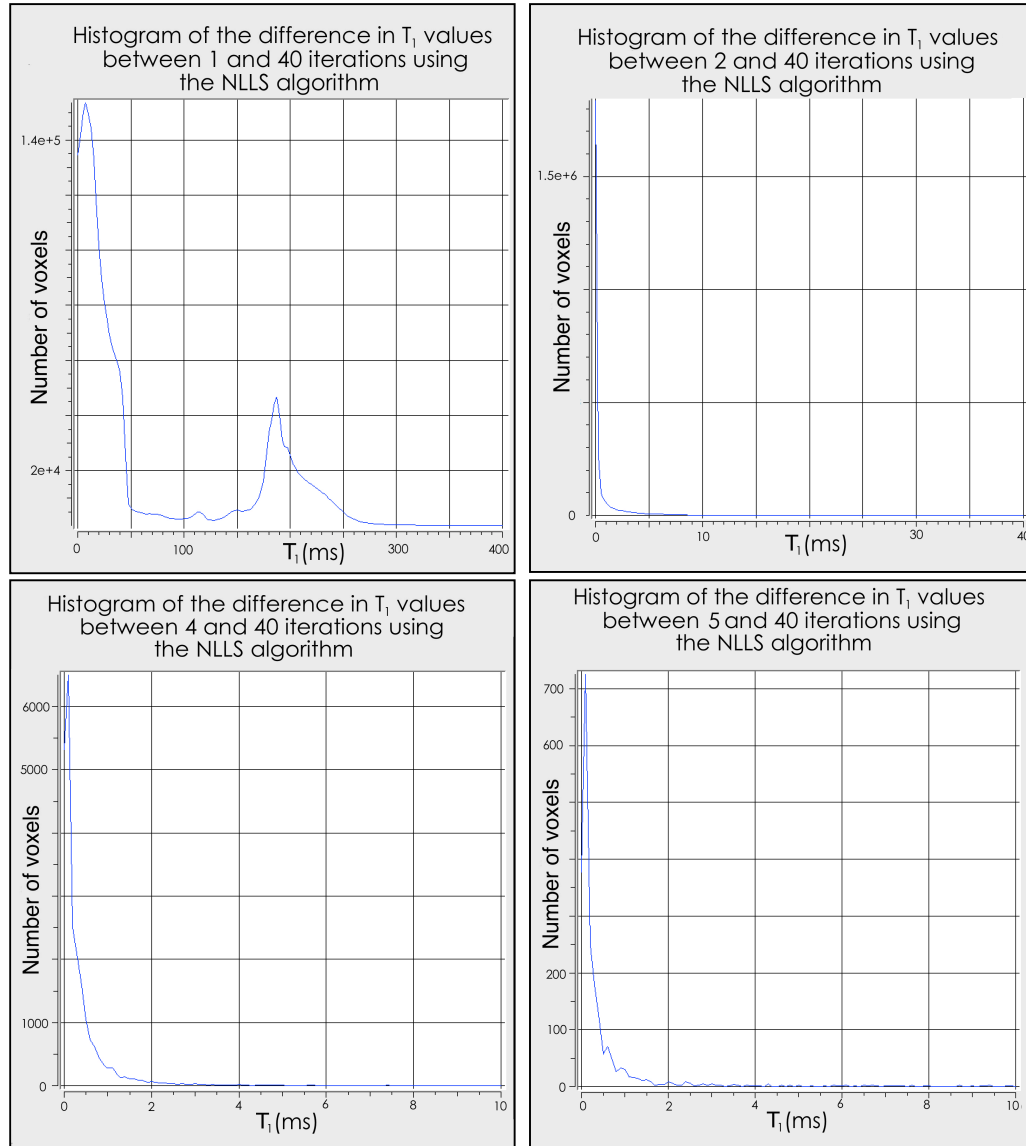 Histogram of the difference in T₁ values
between 1 and 40 iterations using
the NLLS algorithm
1.4e+5
2e+4
Number of voxels
0 100 300 400
T₁(ms)
Histogram of the difference in T₁ values
between 2 and 40 iterations using
the NLLS algorithm
1.5e+6
0
Number of voxels
0 10 30 40
T₁(ms)
Histogram of the difference in T₁ values
between 4 and 40 iterations using
the NLLS algorithm
6000
5000
1000
0
Number of voxels
0 2 4 6 8 10
T₁(ms)
Histogram of the difference in T₁ values
between 5 and 40 iterations using
the NLLS algorithm
700
600
200
100
0
Number of voxels
0 2 4 6 8 10
T₁(ms)